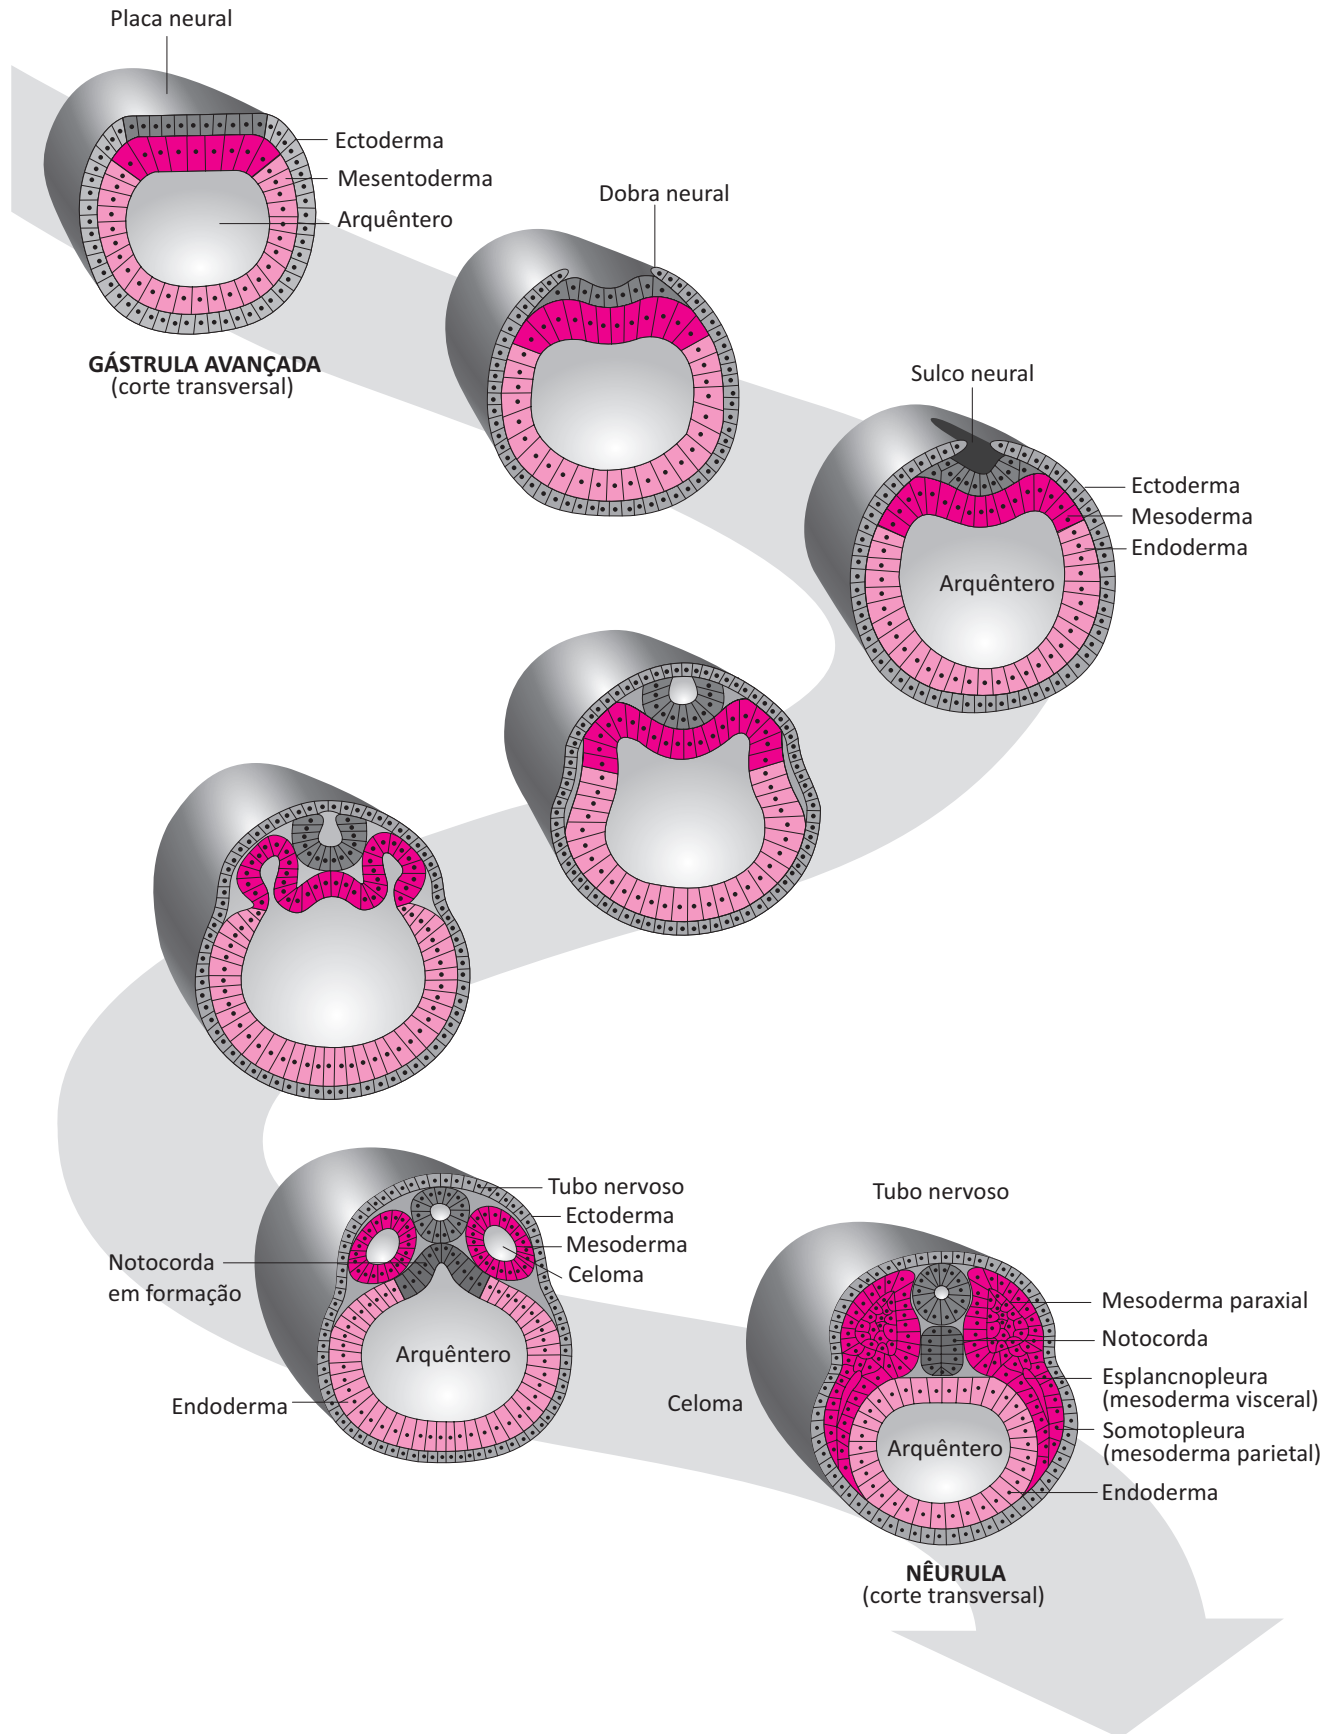 Placa neural
Ectoderma
Mesentoderma
Arquêntero
GÁSTRULA AVANÇADA
(corte transversal)
Dobra neural
Sulco neural
Ectoderma
Mesoderma
Endoderma
Arquêntero
Tubo nervoso
Ectoderma
Mesoderma
Celoma
Notocorda
em formação
Arquêntero
Endoderma
Tubo nervoso
Mesoderma paraxial
Notocorda
Esplancnopleura
(mesoderma visceral)
Somotopleura
(mesoderma parietal)
Endoderma
Celoma
Arquêntero
NÊURULA
(corte transversal)